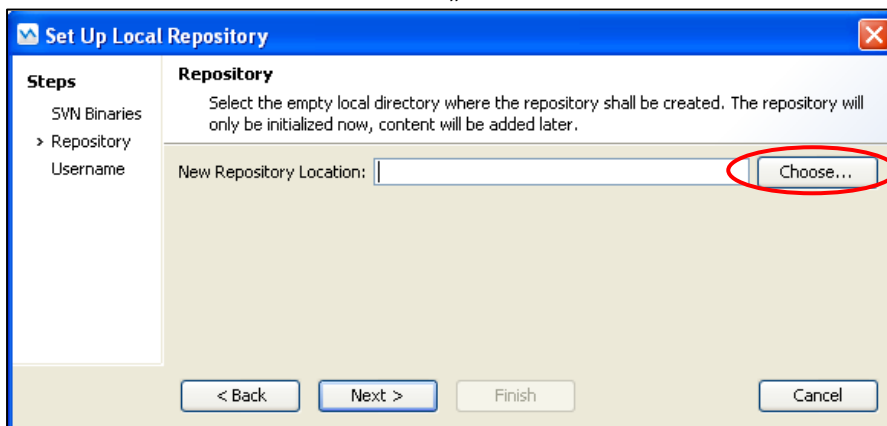 Set Up Local Repository
Steps
SVN Binaries
> Repository
Username
Repository
Select the empty local directory where the repository shall be created. The repository will
only be initialized now, content will be added later.
New Repository Location:
Choose...
< Back
Next >
Finish
Cancel